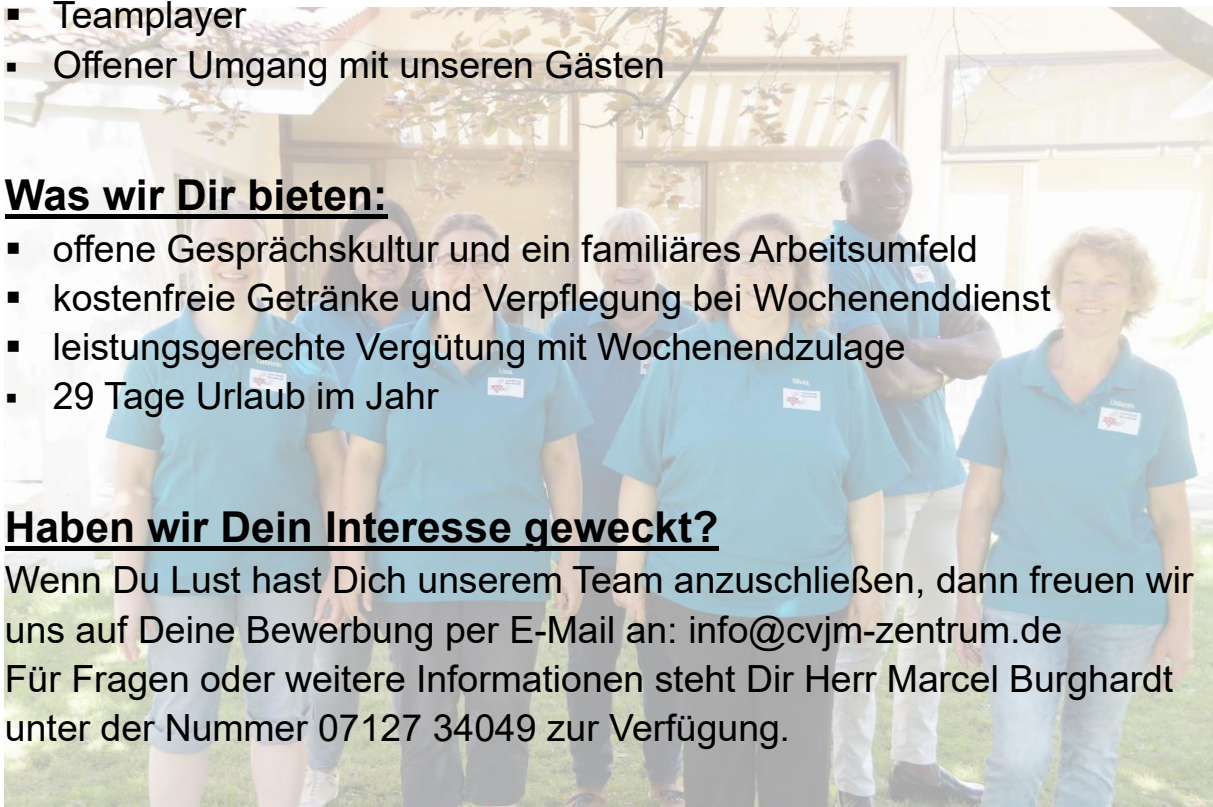 ▪ Teamplayer
▪ Offener Umgang mit unseren Gästen
Was wir Dir bieten:
▪ offene Gesprächskultur und ein familiäres Arbeitsumfeld
▪ kostenfreie Getränke und Verpflegung bei Wochenenddienst
▪ leistungsgerechte Vergütung mit Wochenendzulage
▪ 29 Tage Urlaub im Jahr
Haben wir Dein Interesse geweckt?
Wenn Du Lust hast Dich unserem Team anzuschließen, dann freuen wir
uns auf Deine Bewerbung per E-Mail an: info@cvjm-zentrum.de
Für Fragen oder weitere Informationen steht Dir Herr Marcel Burghardt
unter der Nummer 07127 34049 zur Verfügung.